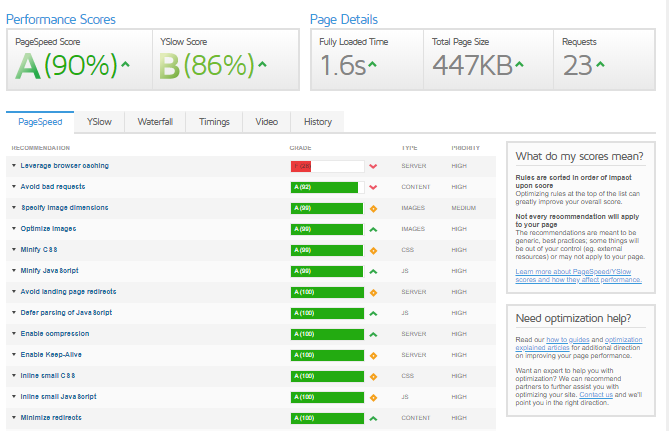 Performance Scores
Page Details
PageSpeed Score
A (90%)
YSlow Score
B (86%)
Fully Loaded Time
1.6s
Total Page Size
447KB
Requests
23
PageSpeed
YSlow
Waterfall
Timings
Video
History
RECOMMENDATION GRADE TYPE PRIORITY
Leverage browser caching SERVER HIGH
Avoid bad requests A (92) CONTENT HIGH
Specify image dimensions A (99) IMAGES MEDIUM
Optimize images A (99) IMAGES HIGH
Minify CSS A (99) CSS HIGH
Minify JavaScript A (99) JS HIGH
Avoid landing page redirects A (100) SERVER HIGH
Defer parsing of JavaScript A (100) JS HIGH
Enable compression A (100) SERVER HIGH
Enable Keep-Alive A (100) SERVER HIGH
Inline small CSS A (100) CSS HIGH
Inline small JavaScript A (100) JS HIGH
Minimize redirects A (100) CONTENT HIGH
What do my scores mean?
Rules are sorted in order of impact
upon score
Optimizing rules at the top of the list can
greatly improve your overall score.
Not every recommendation will apply
to your page
The recommendations are meant to be
generic, best practices; some things will
be out of your control (eg. external
resources) or may not apply to your page.
Learn more about PageSpeed/YSlow
scores and how they affect performance.
Need optimization help?
Read our how to guides and optimization
explained articles for additional direction
on improving your page performance.
Want an expert to help you with
optimization? We can recommend
partners to further assist you with
optimizing your site. Contact us and we'll
point you in the right direction.